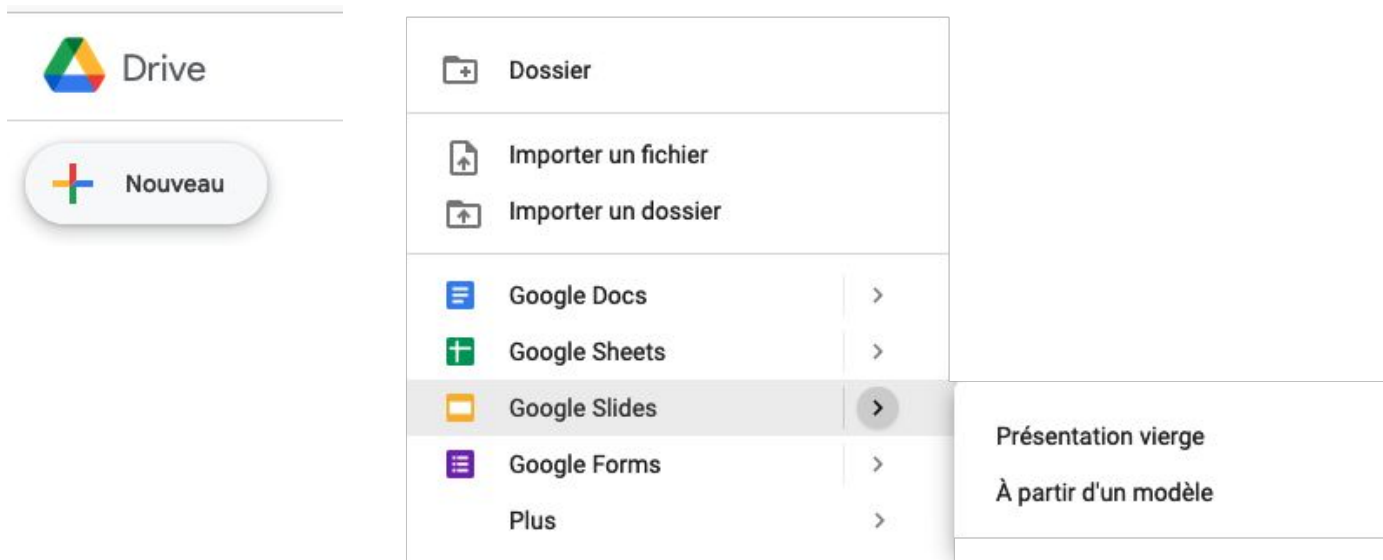 Drive
Nouveau
Dossier
Importer un fichier
Importer un dossier
Google Docs
Google Sheets
Google Slides
Google Forms
Plus
Présentation vierge
À partir d'un modèle